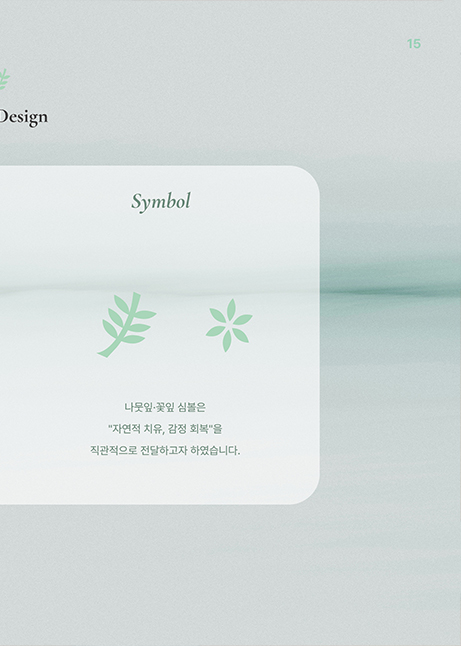 15
Design
Symbol
나뭇잎·꽃잎 심볼은
"자연적 치유, 감정 회복"을
직관적으로 전달하고자 하였습니다.